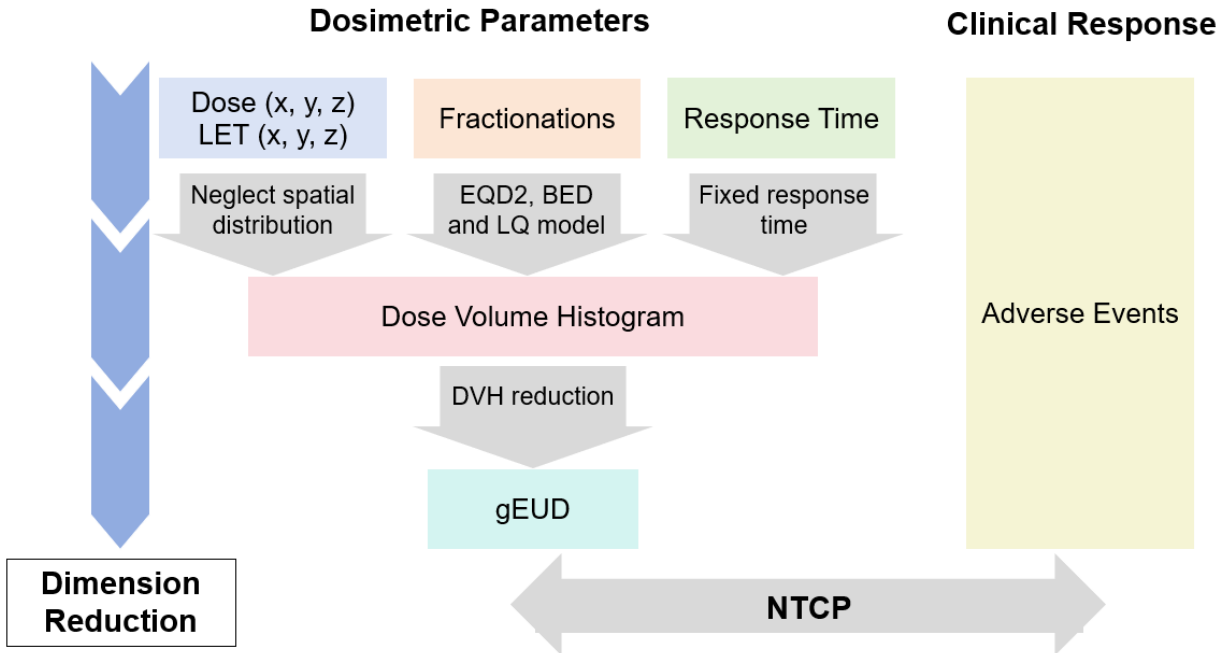 Dosimetric Parameters
Clinical Response
Dose (x, y, z)
LET (x, y, z)
Fractionations
Response Time
Neglect spatial
distribution
EQD2, BED
and LQ model
Fixed response
time
Dose Volume Histogram
Adverse Events
DVH reduction
gEUD
Dimension
Reduction
NTCP